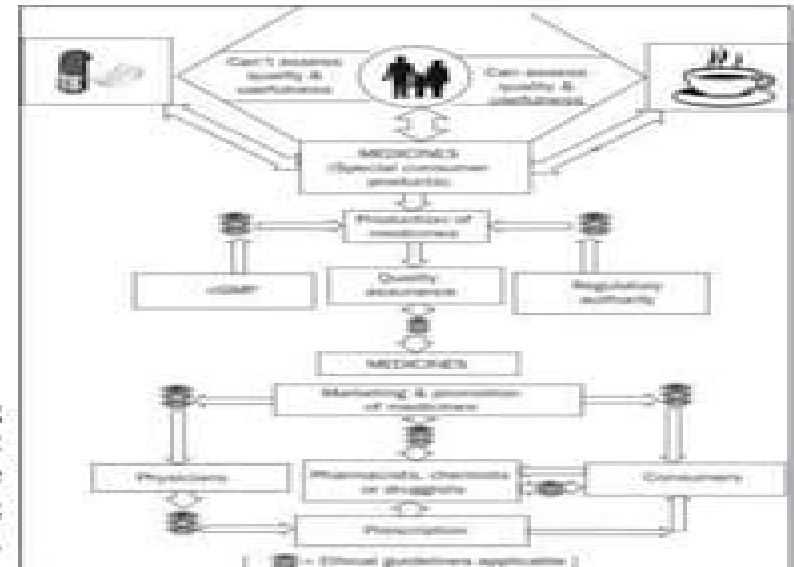 Can't assess
quality &
usefulness
Can assess
quality &
usefulness
MEDICINES
(Special consumer
products)
Production of
medicines
cGMP
Quality
assurance
Regulatory
authority
MEDICINES
Marketing & promotion
of medicines
Physicians
Pharmacists, chemists
or druggists
Consumers
Prescription
[ = Ethical guidelines applicable ]